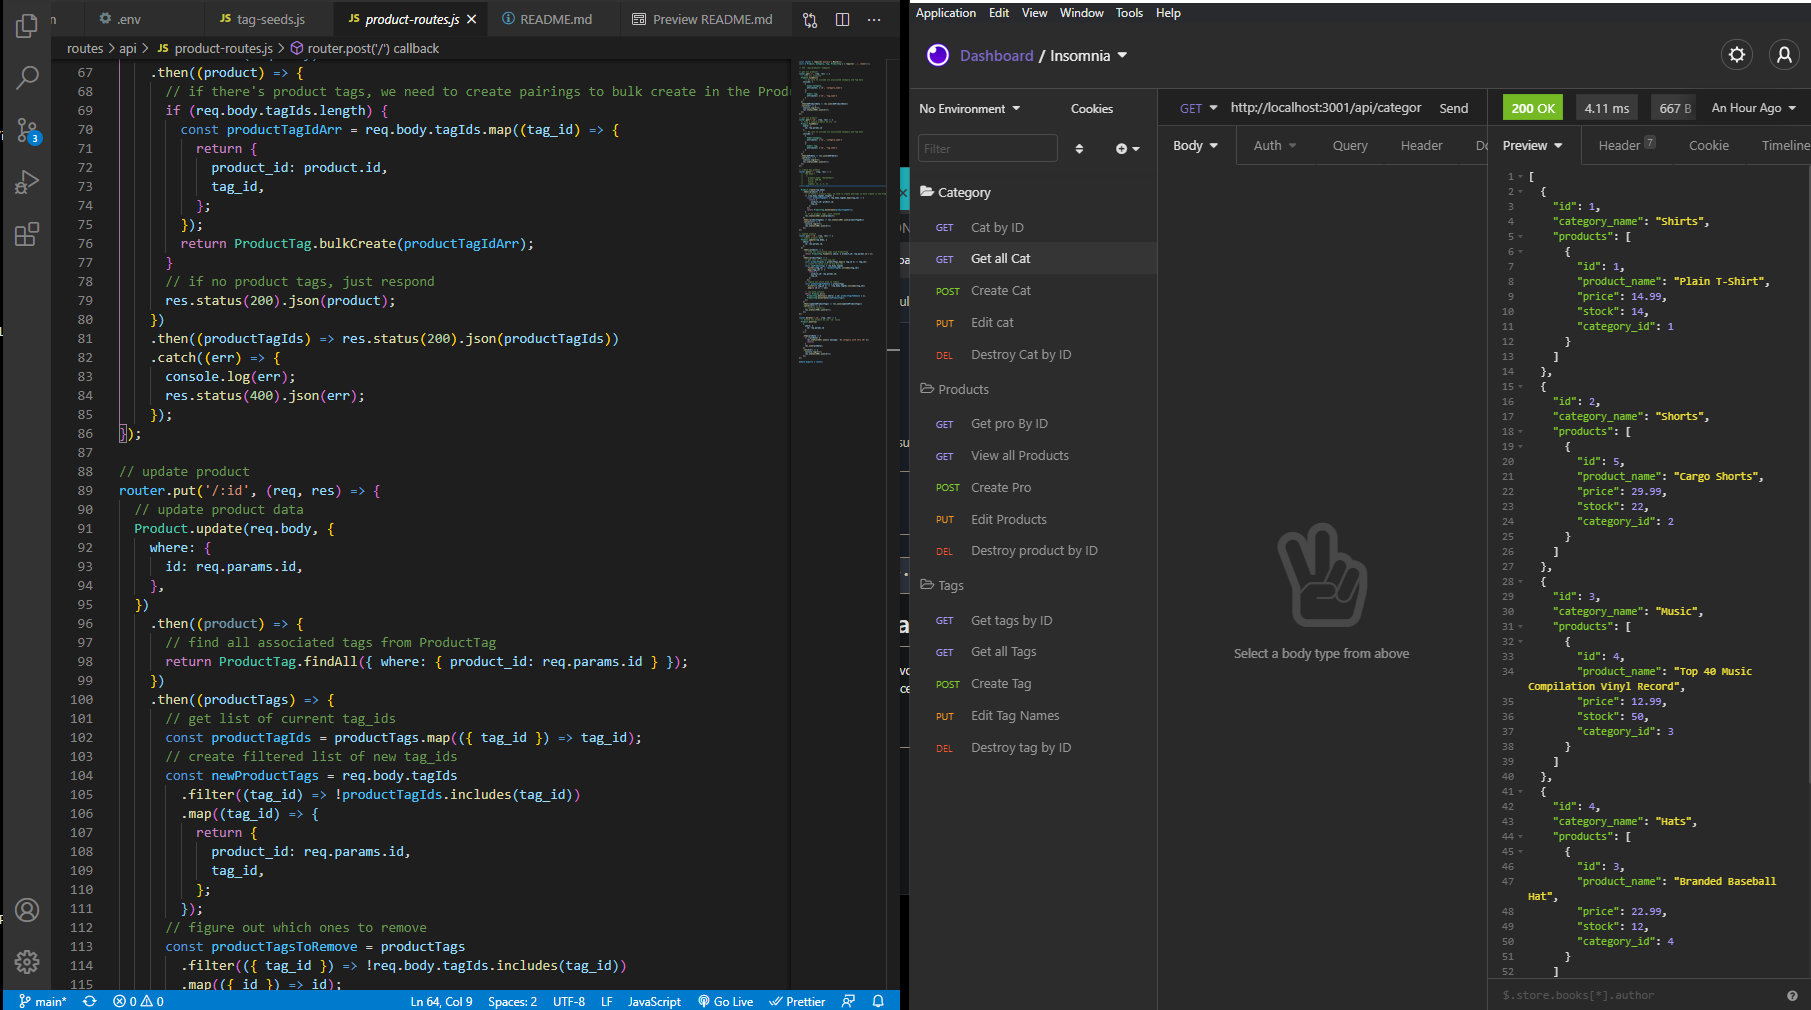 n
.env
JS tag-seeds.js
JS product-routes.js
README.md
Preview README.md
routes > api > JS product-routes.js > router.post('/') callback
67 .then((product) => {
68 // if there's product tags, we need to create pairings to bulk create in the Produ
69 if (req.body.tagIds.length) {
70 const productTagIdArr = req.body.tagIds.map((tag_id) => {
71 return {
72 product_id: product.id,
73 tag_id,
74 };
75 });
76 return ProductTag.bulkCreate(productTagIdArr);
77 }
78 // if no product tags, just respond
79 res.status(200).json(product);
80 })
81 .then((productTagIds) => res.status(200).json(productTagIds))
82 .catch((err) => {
83 console.log(err);
84 res.status(400).json(err);
85 });
86 });
87
88 // update product
89 router.put('/:id', (req, res) => {
90 // update product data
91 Product.update(req.body, {
92 where: {
93 id: req.params.id,
94 },
95 })
96 .then((product) => {
97 // find all associated tags from ProductTag
98 return ProductTag.findAll({ where: { product_id: req.params.id } });
99 })
100 .then((productTags) => {
101 // get list of current tag_ids
102 const productTagIds = productTags.map(({ tag_id }) => tag_id);
103 // create filtered list of new tag_ids
104 const newProductTags = req.body.tagIds
105 .filter((tag_id) => !productTagIds.includes(tag_id))
106 .map((tag_id) => {
107 return {
108 product_id: req.params.id,
109 tag_id,
110 };
111 });
112 // figure out which ones to remove
113 const productTagsToRemove = productTags
114 .filter(({ tag_id }) => !req.body.tagIds.includes(tag_id))
115 .map(({ id }) => id);
3
main* 0 0 Ln 64, Col 9 Spaces: 2 UTF-8 LF JavaScript Go Live Prettier
Application Edit View Window Tools Help
Dashboard / Insomnia
No Environment Cookies
Filter
Category
GET Cat by ID
GET Get all Cat
POST Create Cat
PUT Edit cat
DEL Destroy Cat by ID
Products
GET Get pro By ID
GET View all Products
POST Create Pro
PUT Edit Products
DEL Destroy product by ID
Tags
GET Get tags by ID
GET Get all Tags
POST Create Tag
PUT Edit Tag Names
DEL Destroy tag by ID
GET http://localhost:3001/api/categor Send
Body Auth Query Header Do
Select a body type from above
200 OK 4.11 ms 667 B An Hour Ago
Preview Header 7 Cookie Timeline
1 [
2 {
3 "id": 1,
4 "category_name": "Shirts",
5 "products": [
6 {
7 "id": 1,
8 "product_name": "Plain T-Shirt",
9 "price": 14.99,
10 "stock": 14,
11 "category_id": 1
12 }
13 ]
14 },
15 {
16 "id": 2,
17 "category_name": "Shorts",
18 "products": [
19 {
20 "id": 5,
21 "product_name": "Cargo Shorts",
22 "price": 29.99,
23 "stock": 22,
24 "category_id": 2
25 }
26 ]
27 },
28 {
29 "id": 3,
30 "category_name": "Music",
31 "products": [
32 {
33 "id": 4,
34 "product_name": "Top 40 Music
Compilation Vinyl Record",
35 "price": 12.99,
36 "stock": 50,
37 "category_id": 3
38 }
39 ]
40 },
41 {
42 "id": 4,
43 "category_name": "Hats",
44 "products": [
45 {
46 "id": 3,
47 "product_name": "Branded Baseball
Hat",
48 "price": 22.99,
49 "stock": 12,
50 "category_id": 4
51 }
52 ]
$.store.books[*].author